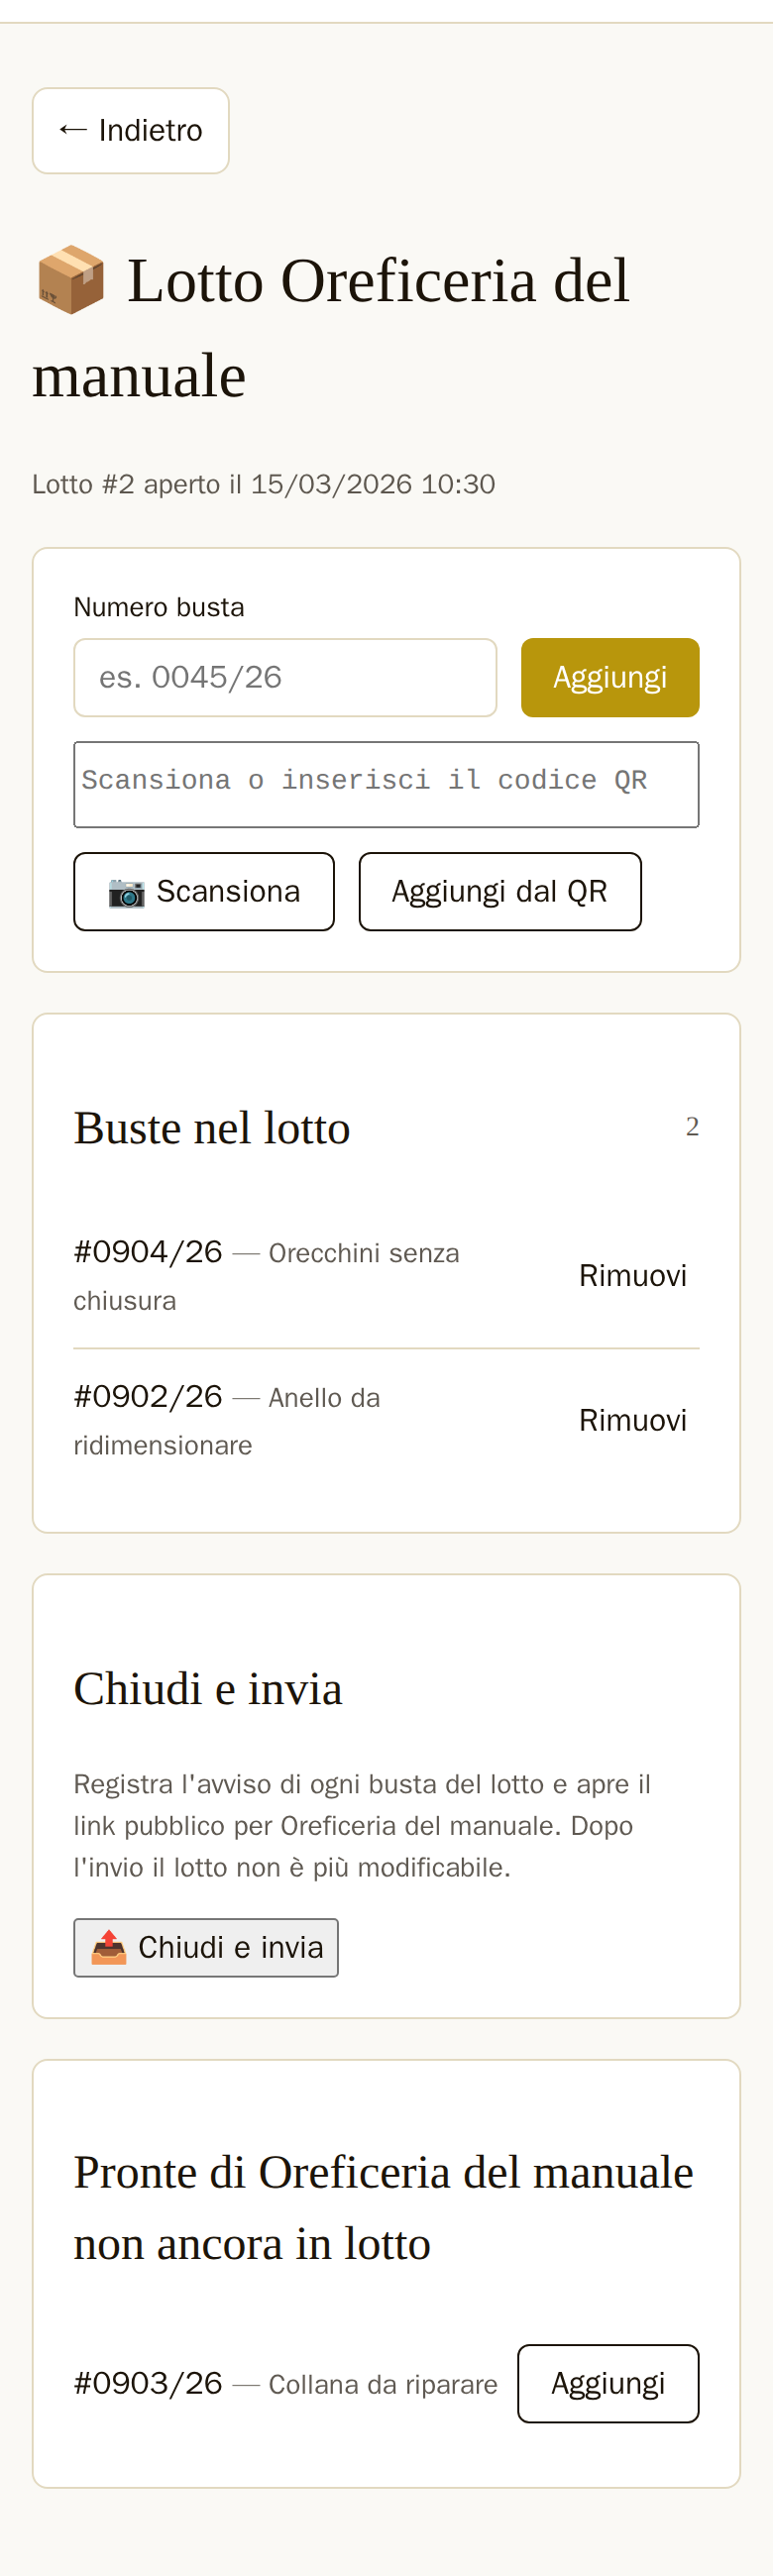 ← Indietro
📦 Lotto Oreficeria del
manuale
Lotto #2 aperto il 15/03/2026 10:30
Numero busta
es. 0045/26
Aggiungi
Scansiona o inserisci il codice QR
📷 Scansiona
Aggiungi dal QR
Buste nel lotto
2
#0904/26 — Orecchini senza
chiusura
Rimuovi
#0902/26 — Anello da
ridimensionare
Rimuovi
Chiudi e invia
Registra l'avviso di ogni busta del lotto e apre il
link pubblico per Oreficeria del manuale. Dopo
l'invio il lotto non è più modificabile.
📤 Chiudi e invia
Pronte di Oreficeria del manuale
non ancora in lotto
#0903/26 — Collana da riparare
Aggiungi